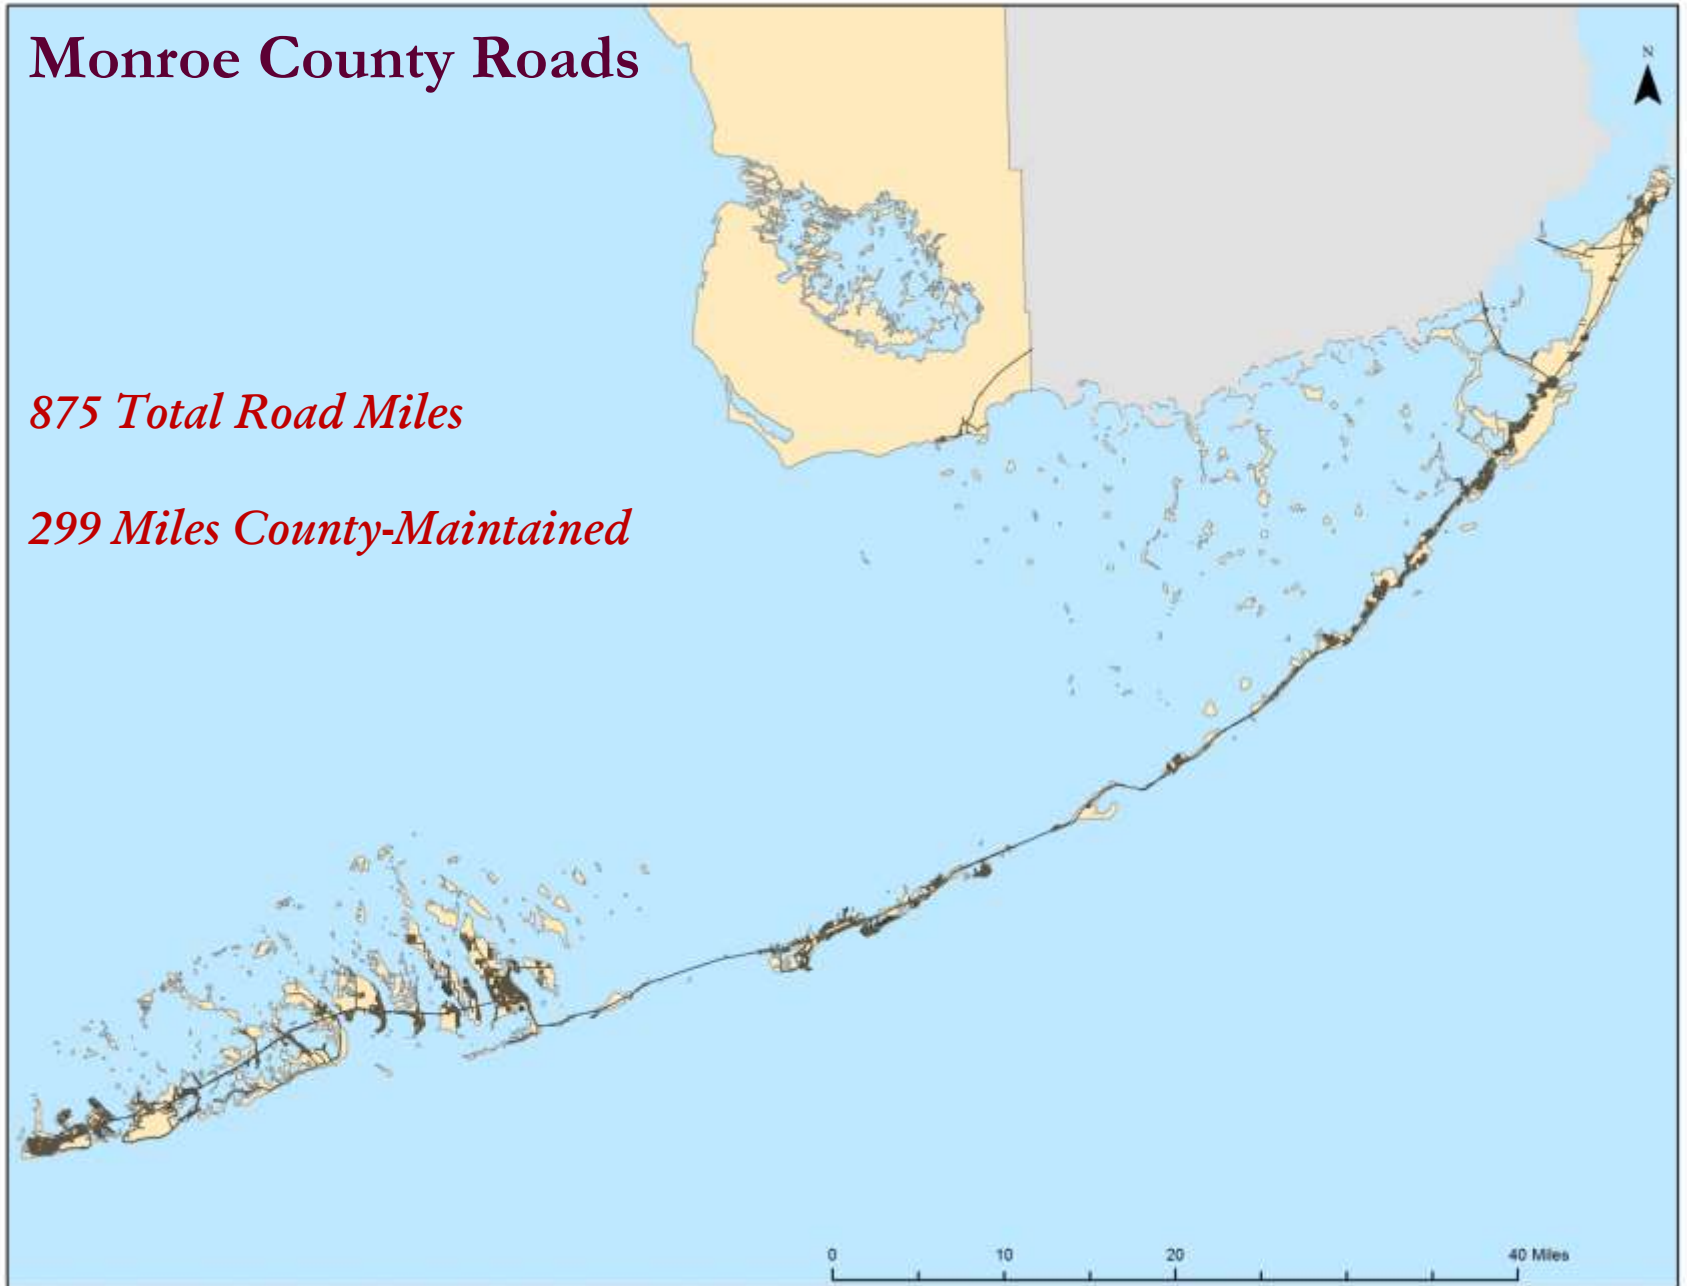 Monroe County Roads
N
875 Total Road Miles
299 Miles County-Maintained
0 10 20 40 Miles